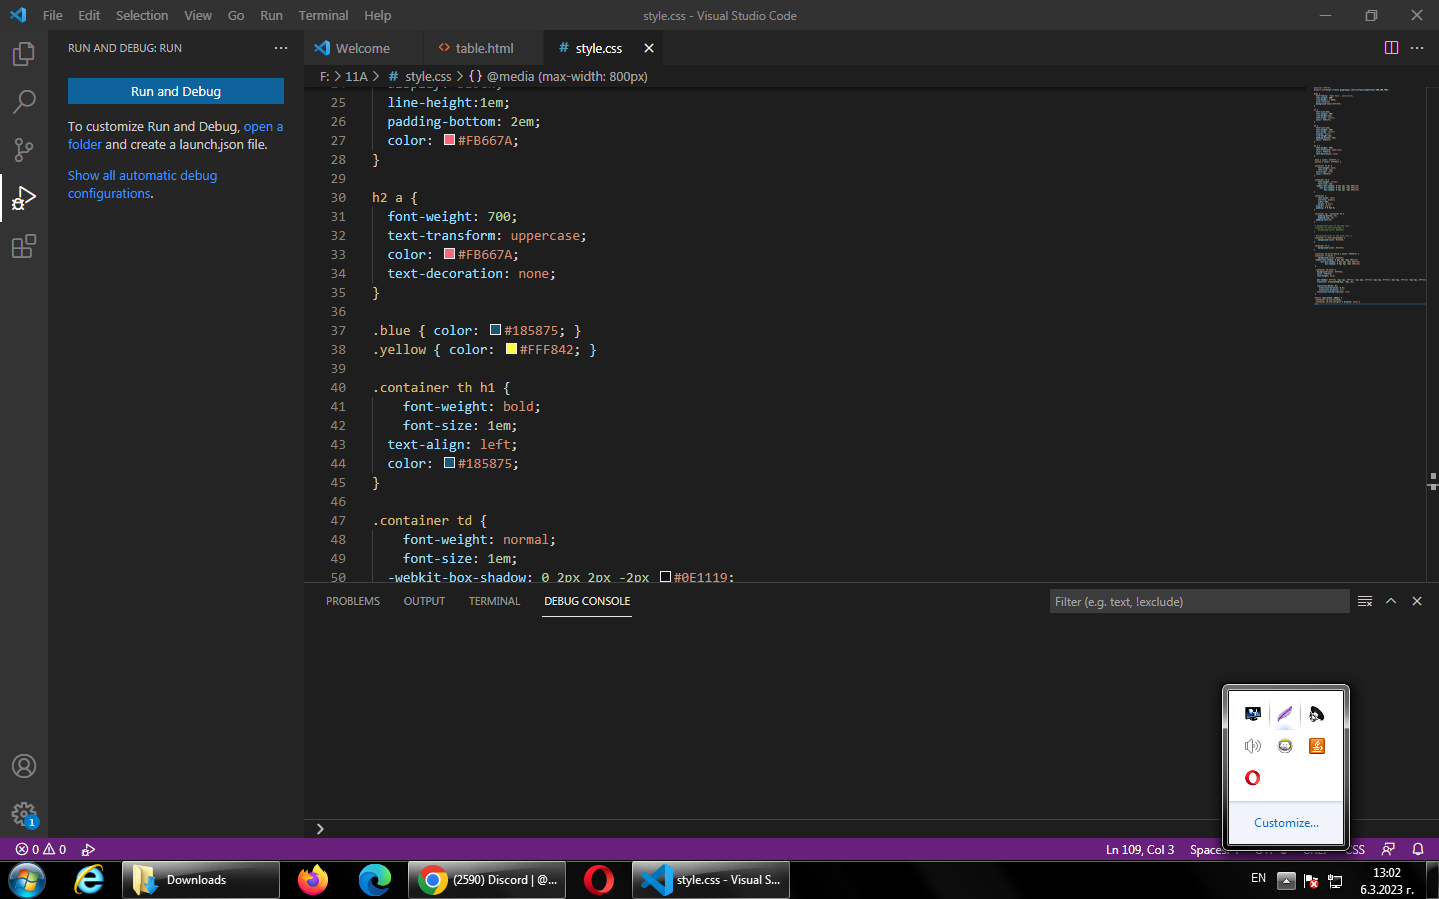 File Edit Selection View Go Run Terminal Help
style.css - Visual Studio Code
RUN AND DEBUG: RUN
Welcome
table.html
# style.css
F: > 11A > # style.css > {} @media (max-width: 800px)
Run and Debug
To customize Run and Debug, open a
folder and create a launch.json file.
Show all automatic debug
configurations.
25 line-height:1em;
26 padding-bottom: 2em;
27 color: #FB667A;
28 }
29
30 h2 a {
31 font-weight: 700;
32 text-transform: uppercase;
33 color: #FB667A;
34 text-decoration: none;
35 }
36
37 .blue { color: #185875; }
38 .yellow { color: #FFF842; }
39
40 .container th h1 {
41 font-weight: bold;
42 font-size: 1em;
43 text-align: left;
44 color: #185875;
45 }
46
47 .container td {
48 font-weight: normal;
49 font-size: 1em;
50 -webkit-box-shadow: 0 2px 2px -2px #0E1119;
PROBLEMS OUTPUT TERMINAL DEBUG CONSOLE
Filter (e.g. text, !exclude)
Customize...
1
0 0
Ln 109, Col 3
Downloads
(2590) Discord | @...
style.css - Visual S...
EN
13:02
6.3.2023 г.